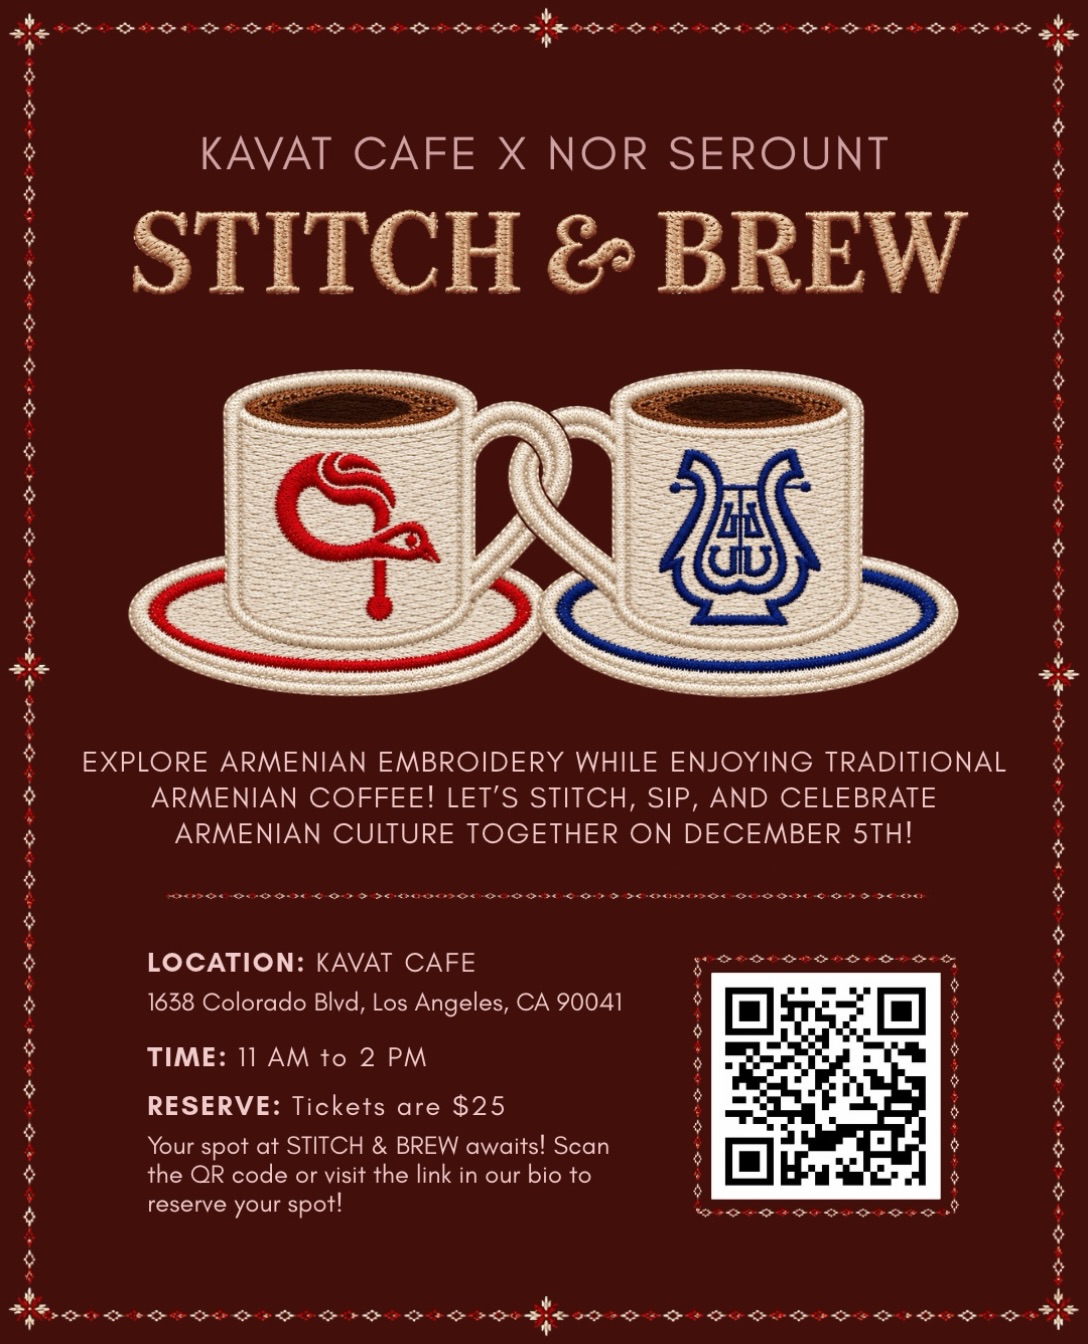 KAVAT CAFE X NOR SEROUNT
STITCH & BREW
EXPLORE ARMENIAN EMBROIDERY WHILE ENJOYING TRADITIONAL
ARMENIAN COFFEE! LET’S STITCH, SIP, AND CELEBRATE
ARMENIAN CULTURE TOGETHER ON DECEMBER 5TH!
LOCATION: KAVAT CAFE
1638 Colorado Blvd, Los Angeles, CA 90041
TIME: 11 AM to 2 PM
RESERVE: Tickets are $25
Your spot at STITCH & BREW awaits! Scan
the QR code or visit the link in our bio to
reserve your spot!